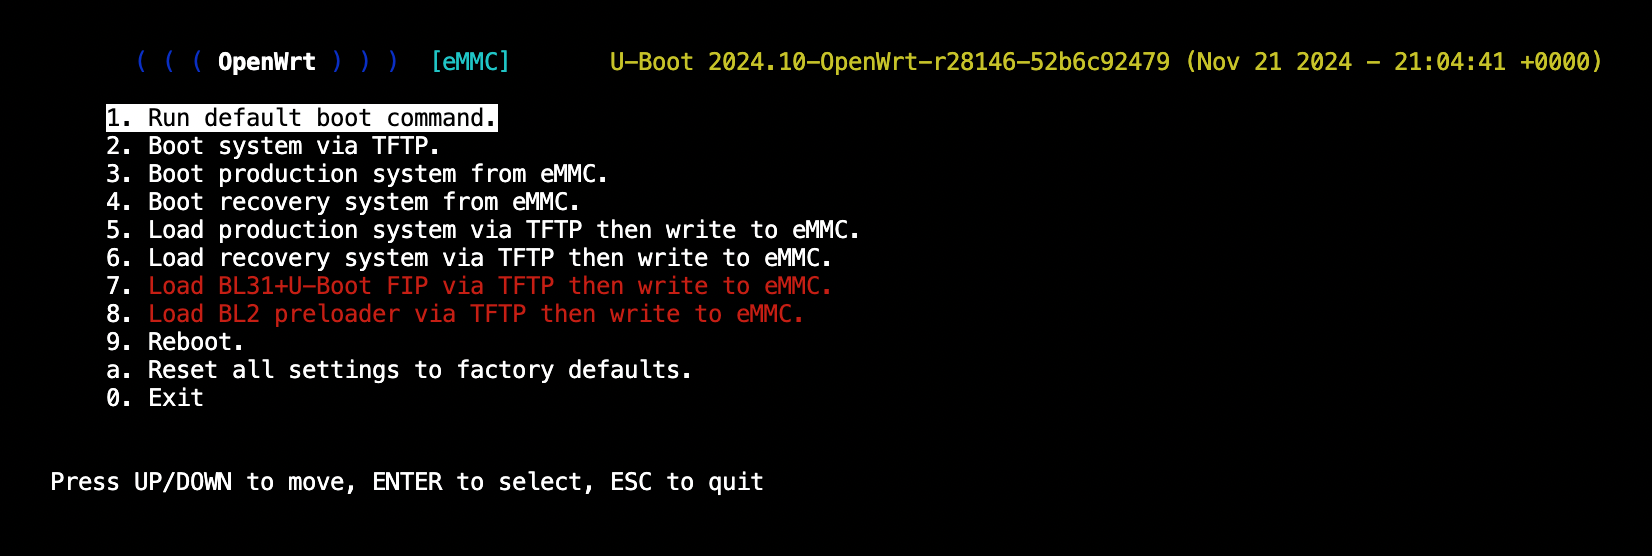 ( ( ( OpenWrt ) ) ) [eMMC] U-Boot 2024.10-OpenWrt-r28146-52b6c92479 (Nov 21 2024 - 21:04:41 +0000)
1. Run default boot command.
2. Boot system via TFTP.
3. Boot production system from eMMC.
4. Boot recovery system from eMMC.
5. Load production system via TFTP then write to eMMC.
6. Load recovery system via TFTP then write to eMMC.
7. Load BL31+U-Boot FIP via TFTP then write to eMMC.
8. Load BL2 preloader via TFTP then write to eMMC.
9. Reboot.
a. Reset all settings to factory defaults.
0. Exit
Press UP/DOWN to move, ENTER to select, ESC to quit